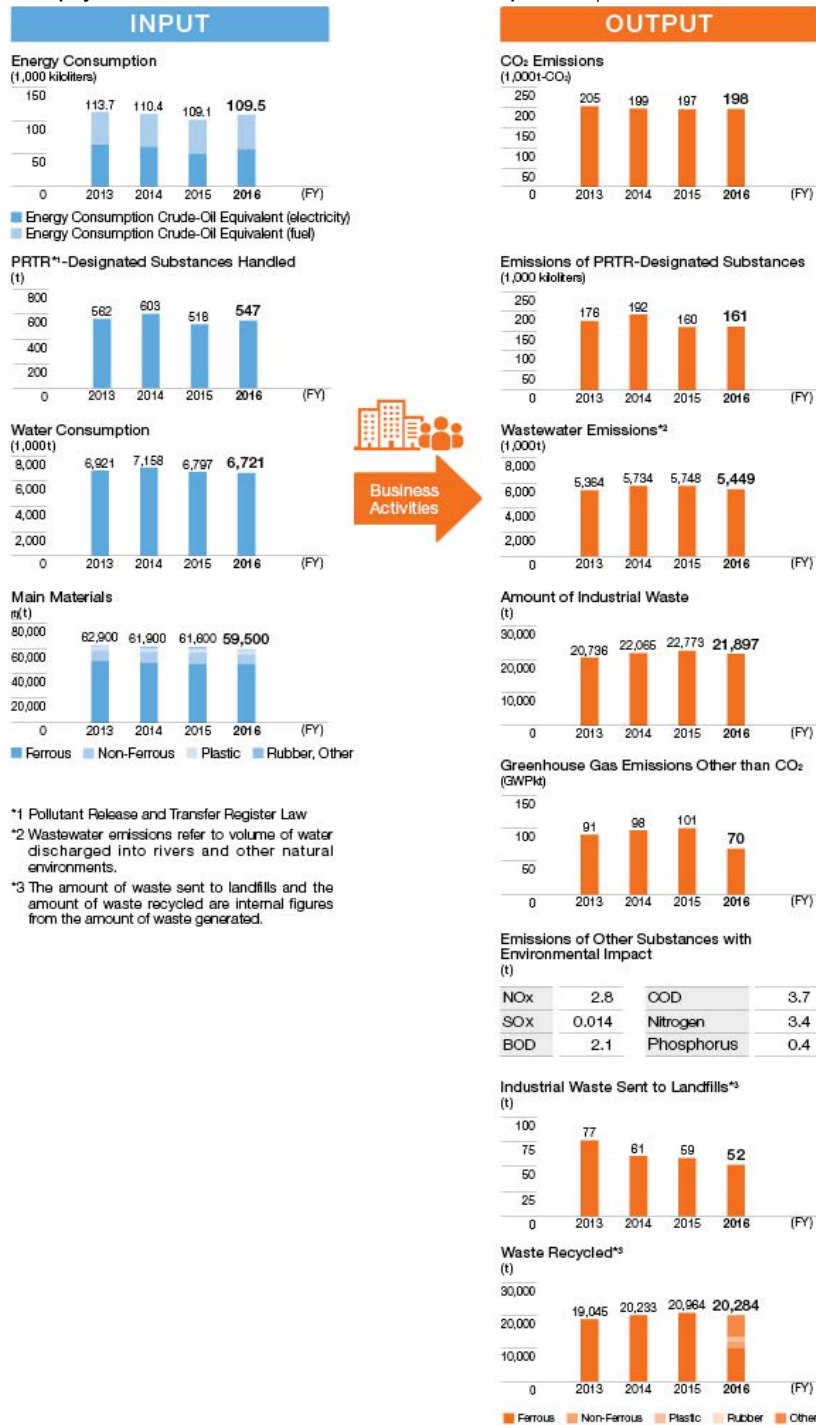 INPUT
Energy Consumption
(1,000 kiloliters)
150
100
50
0
113.7 110.4 109.1 109.5
2013 2014 2015 2016 (FY)
Energy Consumption Crude-Oil Equivalent (electricity)
Energy Consumption Crude-Oil Equivalent (fuel)
PRTR*1-Designated Substances Handled
(t)
800
600
400
200
0
562 603 518 547
2013 2014 2015 2016 (FY)
Water Consumption
(1,000t)
8,000
6,000
4,000
2,000
0
6,921 7,158 6,797 6,721
2013 2014 2015 2016 (FY)
Main Materials
(t)
80,000
60,000
40,000
20,000
0
62,900 61,900 61,600 59,500
2013 2014 2015 2016 (FY)
Ferrous Non-Ferrous Plastic Rubber, Other
*1 Pollutant Release and Transfer Register Law
*2 Wastewater emissions refer to volume of water
discharged into rivers and other natural
environments.
*3 The amount of waste sent to landfills and the
amount of waste recycled are internal figures
from the amount of waste generated.
Business
Activities
OUTPUT
CO₂ Emissions
(1,000t-CO₂)
250
200
150
100
50
0
205 199 197 198
2013 2014 2015 2016 (FY)
Emissions of PRTR-Designated Substances
(1,000 kiloliters)
250
200
150
100
50
0
176 192 160 161
2013 2014 2015 2016 (FY)
Wastewater Emissions*2
(1,000t)
8,000
6,000
4,000
2,000
0
5,364 5,734 5,748 5,449
2013 2014 2015 2016 (FY)
Amount of Industrial Waste
(t)
30,000
20,000
10,000
0
20,736 22,065 22,773 21,897
2013 2014 2015 2016 (FY)
Greenhouse Gas Emissions Other than CO₂
(GWPkt)
150
100
50
0
91 98 101 70
2013 2014 2015 2016 (FY)
Emissions of Other Substances with
Environmental Impact
(t)
NOx 2.8 COD 3.7
SOx 0.014 Nitrogen 3.4
BOD 2.1 Phosphorus 0.4
Industrial Waste Sent to Landfills*3
(t)
100
75
50
25
0
77 61 59 52
2013 2014 2015 2016 (FY)
Waste Recycled*3
(t)
30,000
20,000
10,000
0
19,045 20,233 20,964 20,284
2013 2014 2015 2016 (FY)
Ferrous Non-Ferrous Plastic Rubber Other